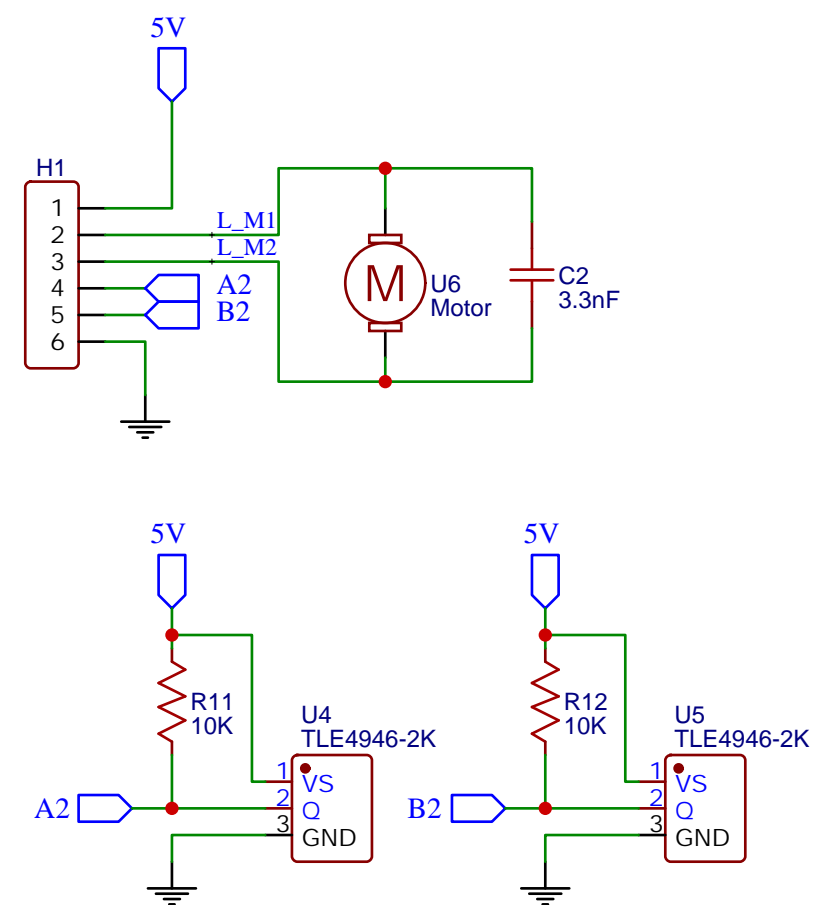 5V
H1
1
2
3
4
5
6
L_M1
L_M2
A2
B2
M
U6
Motor
C2
3.3nF
5V
R11
10K
U4
TLE4946-2K
1
VS
2
Q
3
GND
A2
5V
R12
10K
U5
TLE4946-2K
1
VS
2
Q
3
GND
B2